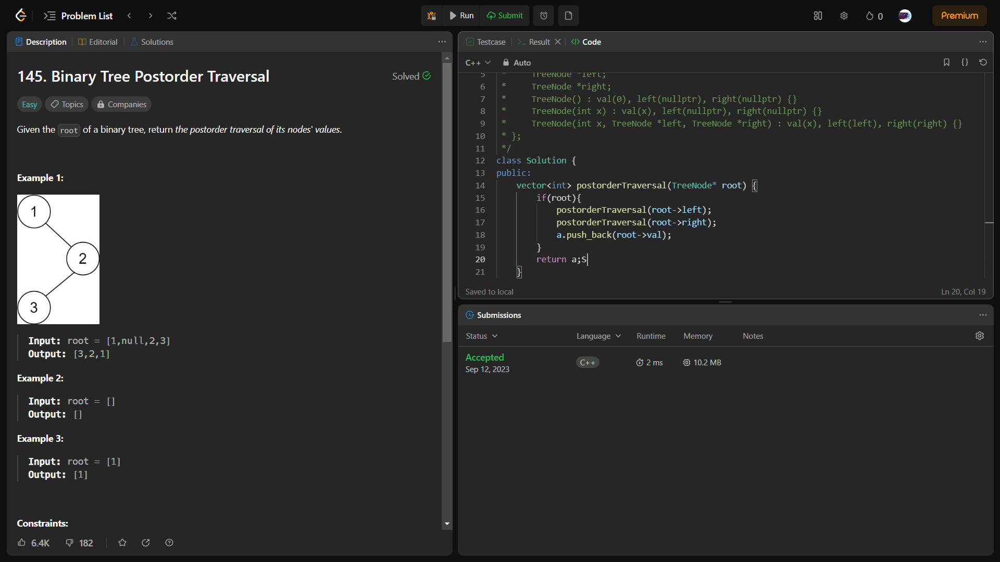 Problem List
Run
Submit
0
Premium
Description
Editorial
Solutions
145. Binary Tree Postorder Traversal
Solved
Easy
Topics
Companies
Given the root of a binary tree, return the postorder traversal of its nodes' values.
Example 1:
1
2
3
Input: root = [1,null,2,3]
Output: [3,2,1]
Example 2:
Input: root = []
Output: []
Example 3:
Input: root = [1]
Output: [1]
Constraints:
6.4K
182
Testcase
Result
</> Code
C++
Auto
{}
5 * TreeNode *left;
6 * TreeNode *right;
7 * TreeNode() : val(0), left(nullptr), right(nullptr) {}
8 * TreeNode(int x) : val(x), left(nullptr), right(nullptr) {}
9 * TreeNode(int x, TreeNode *left, TreeNode *right) : val(x), left(left), right(right) {}
10 * };
11 */
12 class Solution {
13 public:
14 vector<int> postorderTraversal(TreeNode* root) {
15 if(root){
16 postorderTraversal(root->left);
17 postorderTraversal(root->right);
18 a.push_back(root->val);
19 }
20 return a;S
21 }
Saved to local
Ln 20, Col 19
Submissions
Status
Language
Runtime
Memory
Notes
Accepted
Sep 12, 2023
C++
2 ms
10.2 MB